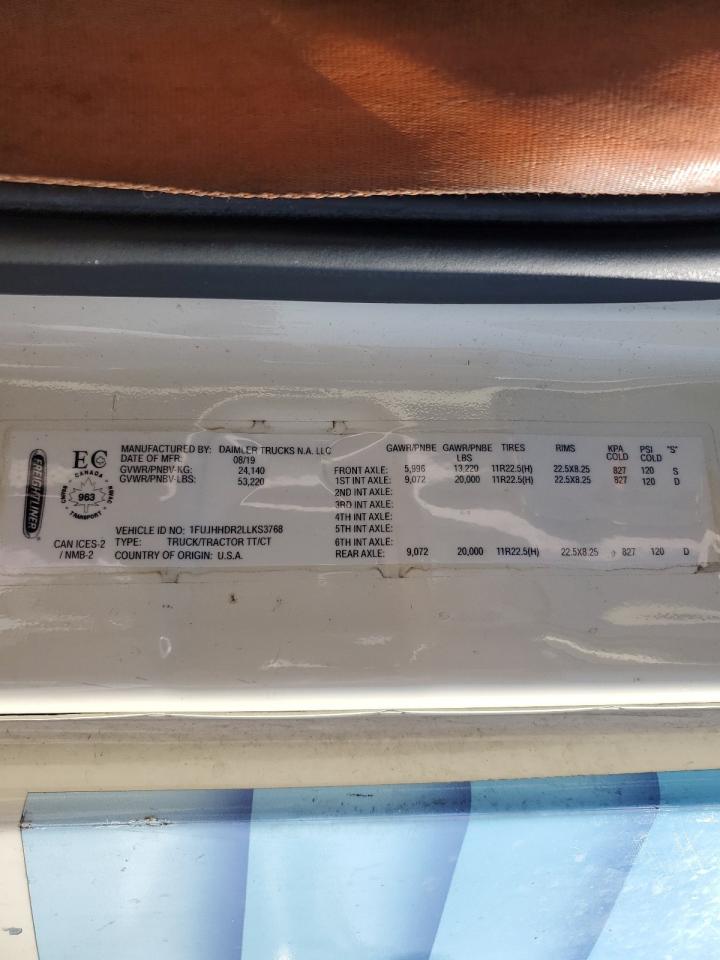 FREIGHTLINER
EC
CANADA
963
TRANSPORT
CAN ICES-2
/ NMB-2
MANUFACTURED BY: DAIMLER TRUCKS N.A. LLC
DATE OF MFR: 08/19
GVWR/PNBV-KG: 24,140
GVWR/PNBV-LBS: 53,220
VEHICLE ID NO: 1FUJHHDR2LLKS3768
TYPE: TRUCK/TRACTOR TT/CT
COUNTRY OF ORIGIN: U.S.A.
GAWR/PNBE GAWR/PNBE TIRES RIMS KPA PSI "S"
LBS COLD COLD
FRONT AXLE: 5,996 13,220 11R22.5(H) 22.5X8.25 827 120 S
1ST INT AXLE: 9,072 20,000 11R22.5(H) 22.5X8.25 827 120 D
2ND INT AXLE:
3RD INT AXLE:
4TH INT AXLE:
5TH INT AXLE:
6TH INT AXLE:
REAR AXLE: 9,072 20,000 11R22.5(H) 22.5X8.25 827 120 D